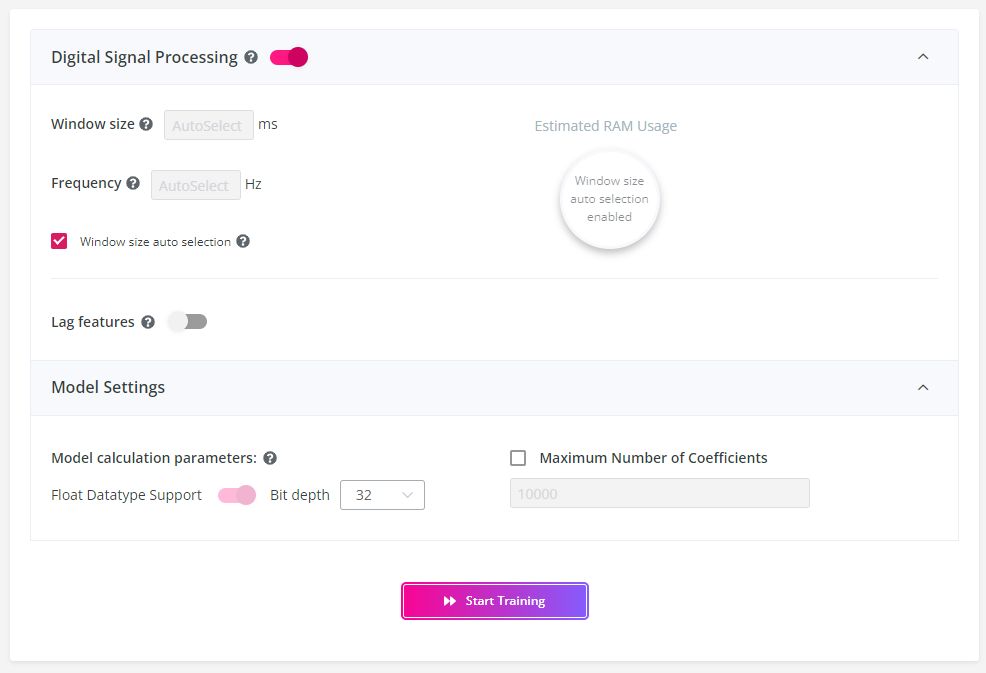 Digital Signal Processing
Window size AutoSelect ms
Estimated RAM Usage
Window size
auto selection
enabled
Frequency AutoSelect Hz
Window size auto selection
Lag features
Model Settings
Model calculation parameters:
Maximum Number of Coefficients
Float Datatype Support Bit depth 32
10000
Start Training